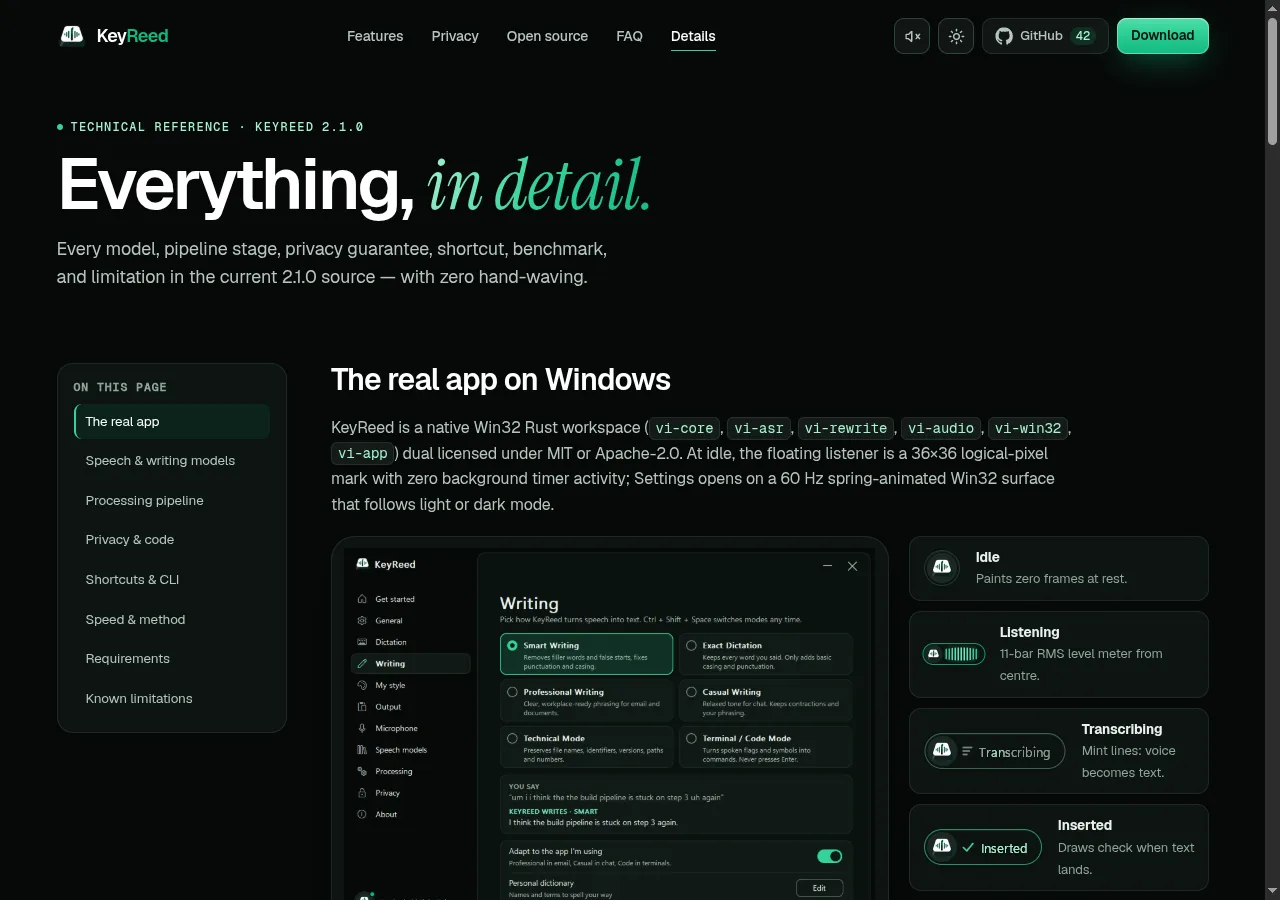 KeyReed
Features
Privacy
Open source
FAQ
Details
GitHub
42
Download
TECHNICAL REFERENCE · KEYREED 2.1.0
Everything, in detail.
Every model, pipeline stage, privacy guarantee, shortcut, benchmark,
and limitation in the current 2.1.0 source — with zero hand-waving.
ON THIS PAGE
The real app
Speech & writing models
Processing pipeline
Privacy & code
Shortcuts & CLI
Speed & method
Requirements
Known limitations
The real app on Windows
KeyReed is a native Win32 Rust workspace ( vi-core , vi-asr , vi-rewrite , vi-audio , vi-win32 ,
vi-app ) dual licensed under MIT or Apache-2.0. At idle, the floating listener is a 36×36 logical-pixel
mark with zero background timer activity; Settings opens on a 60 Hz spring-animated Win32 surface
that follows light or dark mode.
KeyReed
Get started
General
Dictation
Writing
My style
Output
Microphone
Speech models
Processing
Privacy
About
Writing
Pick how KeyReed turns speech into text. Ctrl + Shift + Space switches modes any time.
Smart Writing
Removes filler words and false starts, fixes
punctuation and casing.
Exact Dictation
Keeps every word you said. Only adds basic
casing and punctuation.
Professional Writing
Clear, workplace-ready phrasing for email and
documents.
Casual Writing
Relaxed tone for chat. Keeps contractions and
your phrasing.
Technical Mode
Preserves file names, identifiers, versions, paths
and numbers.
Terminal / Code Mode
Turns spoken flags and symbols into
commands. Never presses Enter.
YOU SAY
"um i i think the the build pipeline is stuck on step 3 uh again"
KEYREED WRITES · SMART
I think the build pipeline is stuck on step 3 again.
Adapt to the app I'm using
Professional in email, Casual in chat, Code in terminals.
Personal dictionary
Names and terms to spell your way
Edit
Idle
Paints zero frames at rest.
Listening
11-bar RMS level meter from
centre.
Transcribing
Transcribing
Mint lines: voice
becomes text.
Inserted
Inserted
Draws check when text
lands.